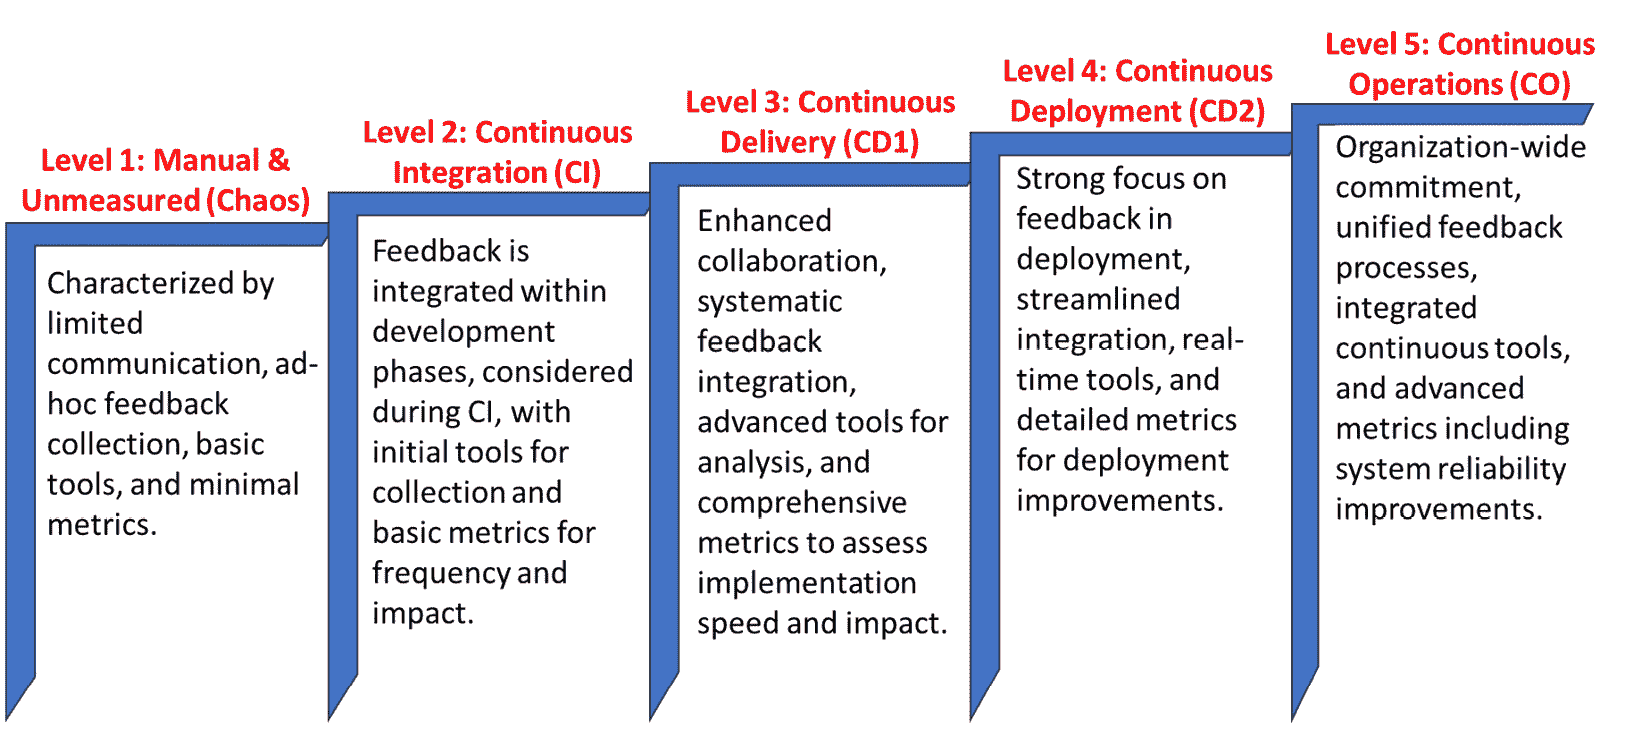 Level 1: Manual &
Unmeasured (Chaos)
Characterized by
limited
communication, ad-
hoc feedback
collection, basic
tools, and minimal
metrics.
Level 2: Continuous
Integration (CI)
Feedback is
integrated within
development
phases, considered
during CI, with
initial tools for
collection and
basic metrics for
frequency and
impact.
Level 3: Continuous
Delivery (CD1)
Enhanced
collaboration,
systematic
feedback
integration,
advanced tools for
analysis, and
comprehensive
metrics to assess
implementation
speed and impact.
Level 4: Continuous
Deployment (CD2)
Strong focus on
feedback in
deployment,
streamlined
integration, real-
time tools, and
detailed metrics
for deployment
improvements.
Level 5: Continuous
Operations (CO)
Organization-wide
commitment,
unified feedback
processes,
integrated
continuous tools,
and advanced
metrics including
system reliability
improvements.